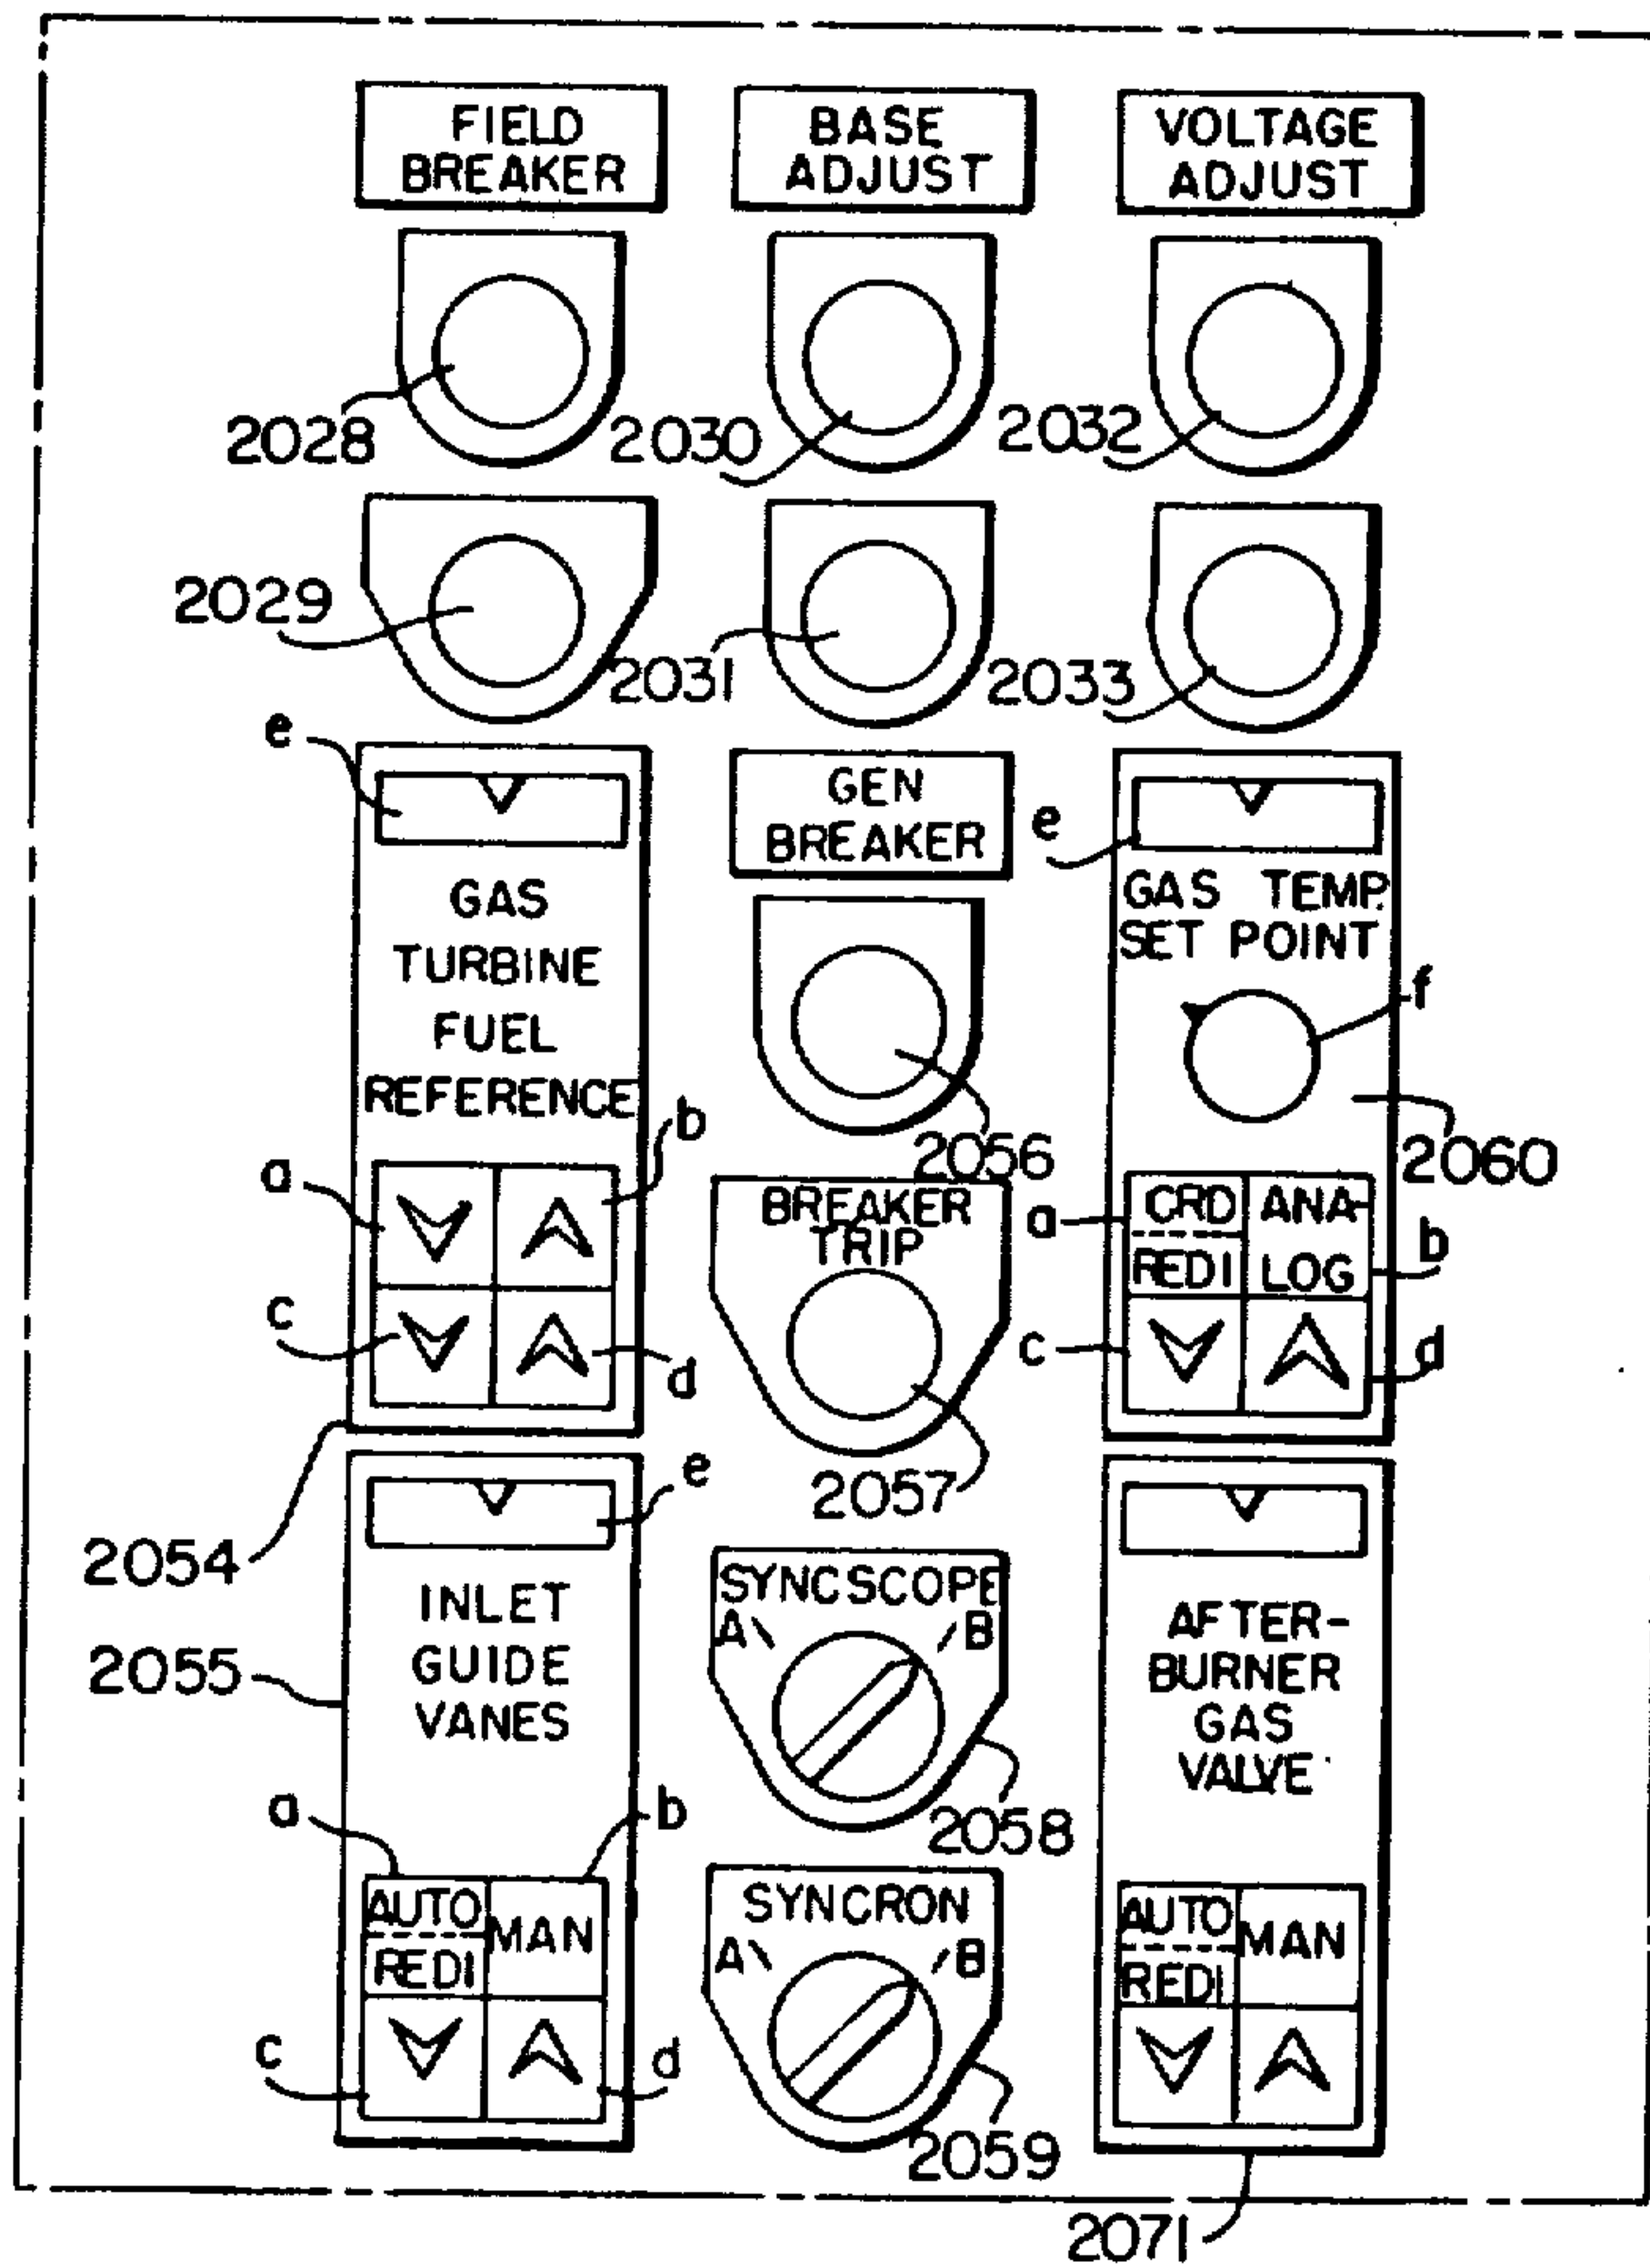 FIELD
BREAKER
BASE
ADJUST
VOLTAGE
ADJUST
2028
2030
2032
2029
2031
2033
e
GAS
TURBINE
FUEL
REFERENCE
a
b
c
d
2054
GEN
BREAKER
2056
BREAKER
TRIP
2057
e
GAS TEMP.
SET POINT
f
2060
a
CRD
REDI
ANA-
LOG
b
c
d
e
INLET
GUIDE
VANES
2055
a
b
AUTO
REDI
MAN
c
d
SYNCSCOPE
A
B
2058
SYNCRON
A
B
2059
AFTER-
BURNER
GAS
VALVE
AUTO
REDI
MAN
2071